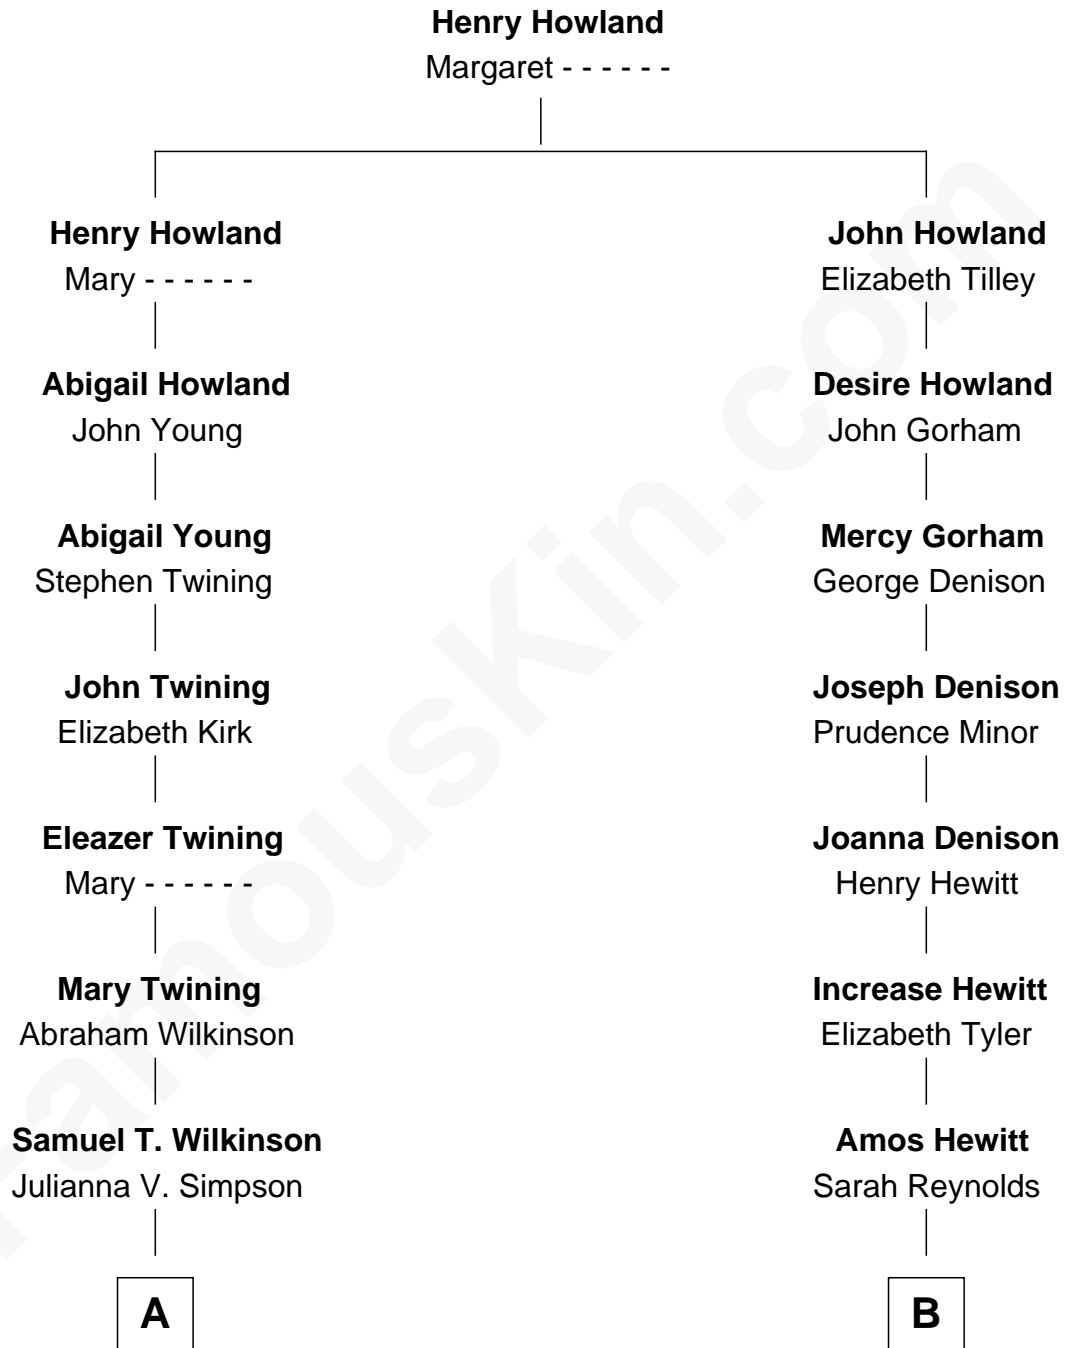 Henry Howland
Margaret - - - - - -
Henry Howland
Mary - - - - - -
Abigail Howland
John Young
Abigail Young
Stephen Twining
John Twining
Elizabeth Kirk
Eleazer Twining
Mary - - - - - -
Mary Twining
Abraham Wilkinson
Samuel T. Wilkinson
Julianna V. Simpson
A
John Howland
Elizabeth Tilley
Desire Howland
John Gorham
Mercy Gorham
George Denison
Joseph Denison
Prudence Minor
Joanna Denison
Henry Hewitt
Increase Hewitt
Elizabeth Tyler
Amos Hewitt
Sarah Reynolds
B
FamousKin.com